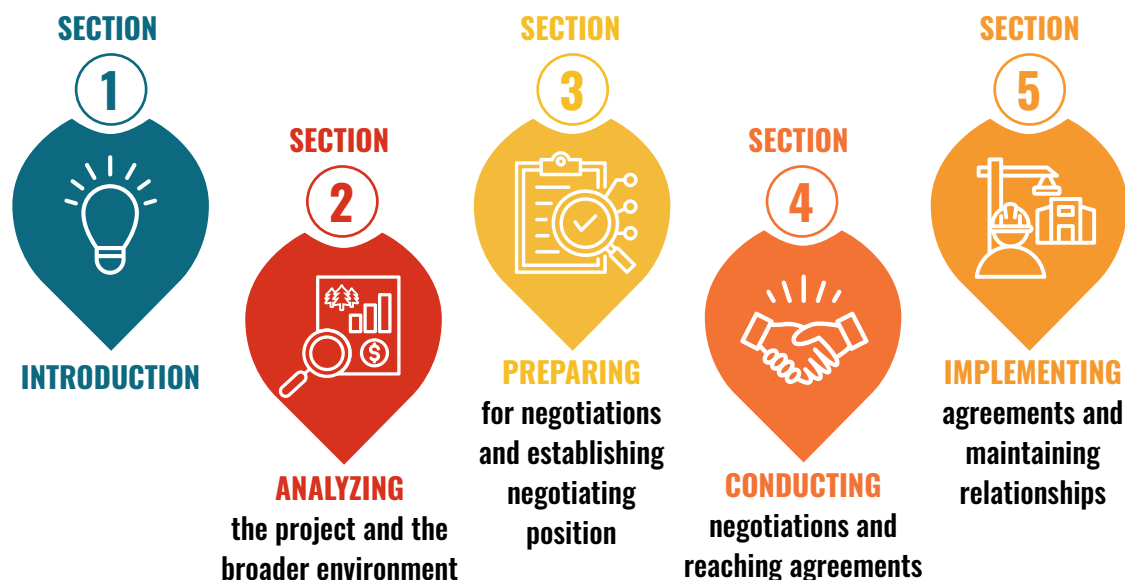 SECTION
1
INTRODUCTION
SECTION
2
ANALYZING
the project and the
broader environment
SECTION
3
PREPARING
for negotiations
and establishing
negotiating
position
SECTION
4
CONDUCTING
negotiations and
reaching agreements
SECTION
5
IMPLEMENTING
agreements and
maintaining
relationships
$